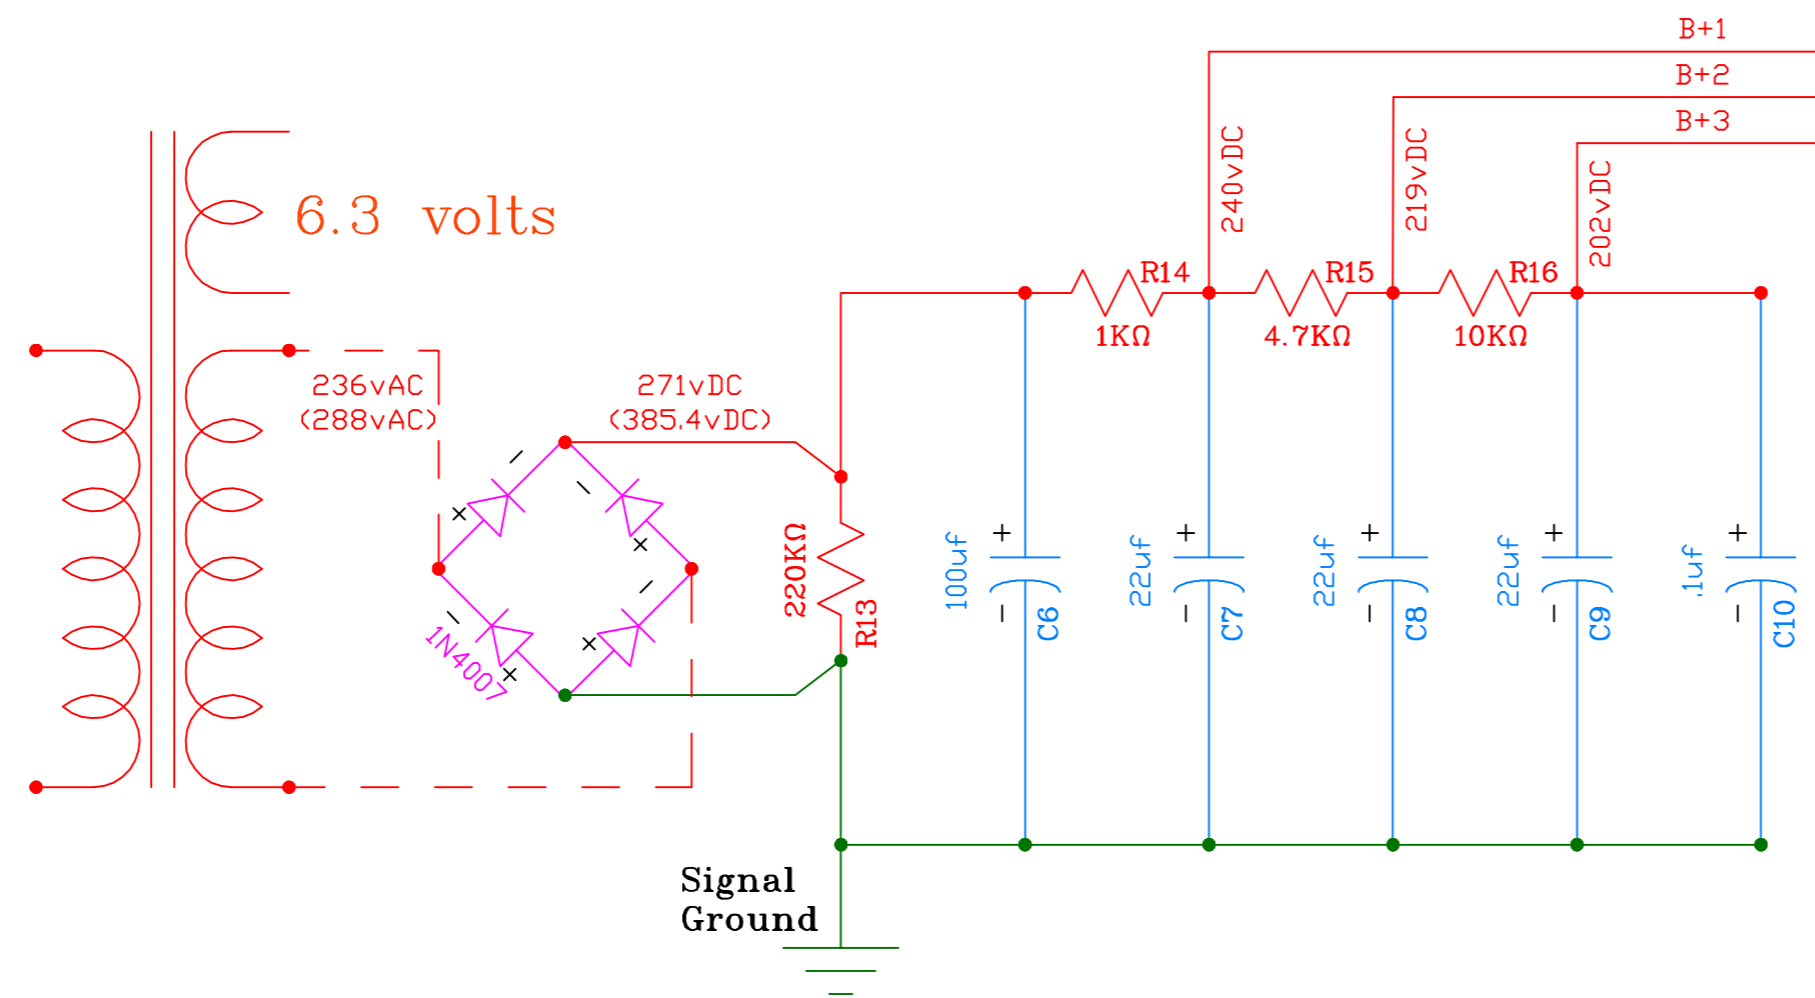 B+1
B+2
B+3
240vDC
219vDC
202vDC
6.3 volts
R14
R15
R16
1KΩ
4.7KΩ
10KΩ
236vAC
(288vAC)
271vDC
(385.4vDC)
−
−
+
+
−
−
+
+
1N4007
220KΩ
R13
100uf
+
−
C6
22uf
+
−
C7
22uf
+
−
C8
22uf
+
−
C9
.1uf
+
−
C10
Signal
Ground